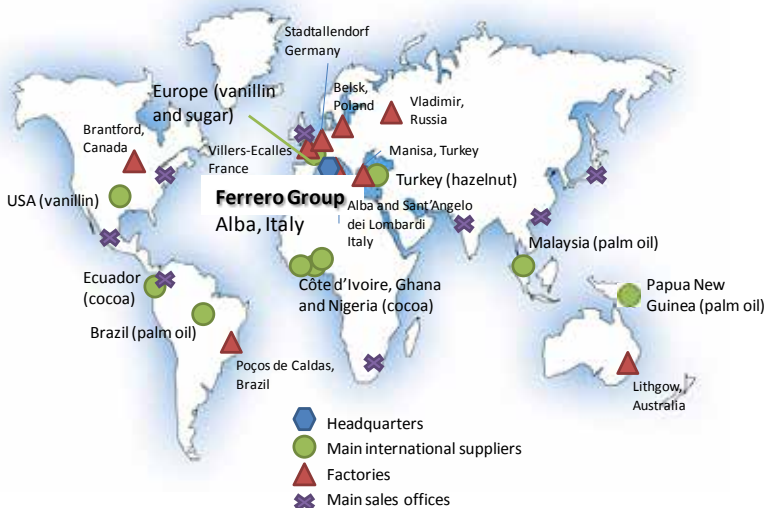 Stadtallendorf
Germany
Europe (vanillin
and sugar)
Belsk,
Poland
Vladimir,
Russia
Brantford,
Canada
Villers-Ecalles
France
Manisa, Turkey
USA (vanillin)
Turkey (hazelnut)
Ferrero Group
Alba, Italy
Alba and Sant'Angelo
dei Lombardi
Italy
Malaysia (palm oil)
Ecuador
(cocoa)
Côte d'Ivoire, Ghana
and Nigeria (cocoa)
Papua New
Guinea (palm oil)
Brazil (palm oil)
Poços de Caldas,
Brazil
Lithgow,
Australia
Headquarters
Main international suppliers
Factories
Main sales offices